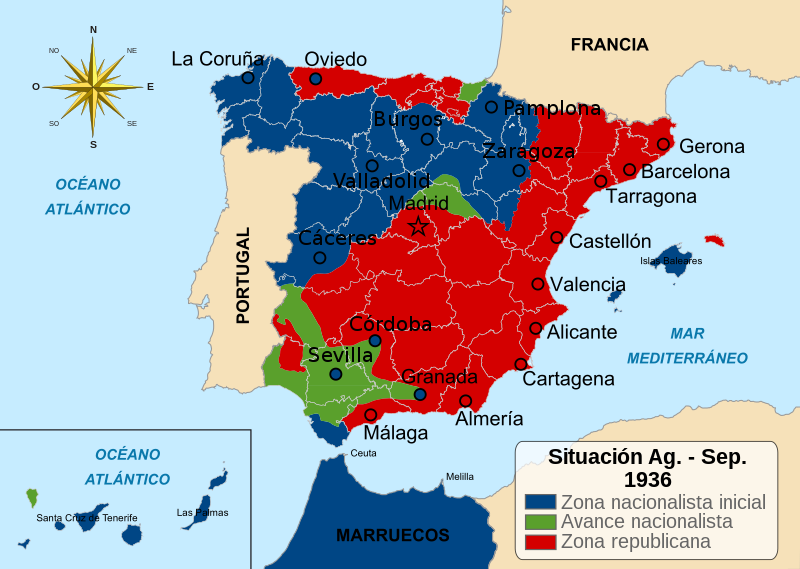 N
NO
NE
O
E
SO
SE
S
FRANCIA
La Coruña
Oviedo
Pamplona
Burgos
Zaragoza
Gerona
Barcelona
Tarragona
Valladolid
Madrid
OCÉANO
ATLÁNTICO
Cáceres
Castellón
Islas Baleares
PORTUGAL
Valencia
Córdoba
Alicante
MAR
MEDITERRÁNEO
Sevilla
Granada
Cartagena
Almería
Málaga
Ceuta
Melilla
OCÉANO
ATLÁNTICO
Santa Cruz de Tenerife
Las Palmas
MARRUECOS
Situación Ag. - Sep.
1936
Zona nacionalista inicial
Avance nacionalista
Zona republicana